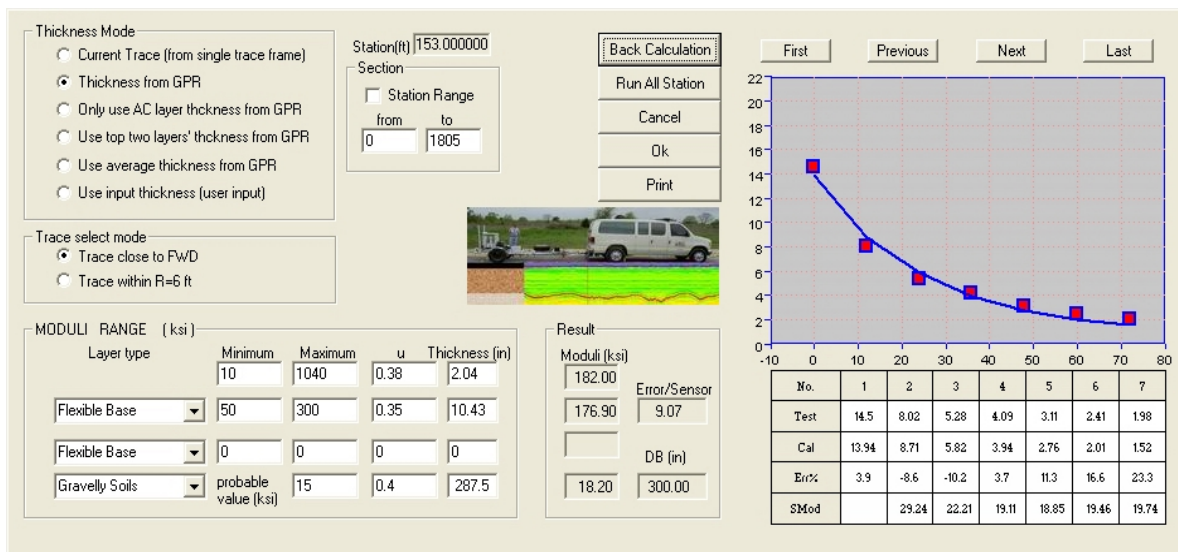 Thickness Mode
Current Trace (from single trace frame)
Thickness from GPR
Only use AC layer thckness from GPR
Use top two layers' thckness from GPR
Use average thickness from GPR
Use input thickness (user input)
Trace select mode
Trace close to FWD
Trace within R=6 ft
Station(ft) 153.000000
Section
Station Range
from to
0 1805
Back Calculation
Run All Station
Cancel
Ok
Print
First Previous Next Last
22
20
18
16
14
12
10
8
6
4
2
0
-10 0 10 20 30 40 50 60 70 80
MODULI RANGE (ksi)
Layer type Minimum Maximum u Thickness (in)
10 1040 0.38 2.04
Flexible Base 50 300 0.35 10.43
Flexible Base 0 0 0 0
Gravelly Soils probable value (ksi) 15 0.4 287.5
Result
Moduli (ksi)
182.00 Error/Sensor
176.90 9.07
DB (in)
18.20 300.00
No. 1 2 3 4 5 6 7
Test 14.5 8.02 5.28 4.09 3.11 2.41 1.98
Cal 13.94 8.71 5.82 3.94 2.76 2.01 1.52
Err% 3.9 -8.6 -10.2 3.7 11.3 16.6 23.3
SMod 29.24 22.21 19.11 18.85 19.46 19.74